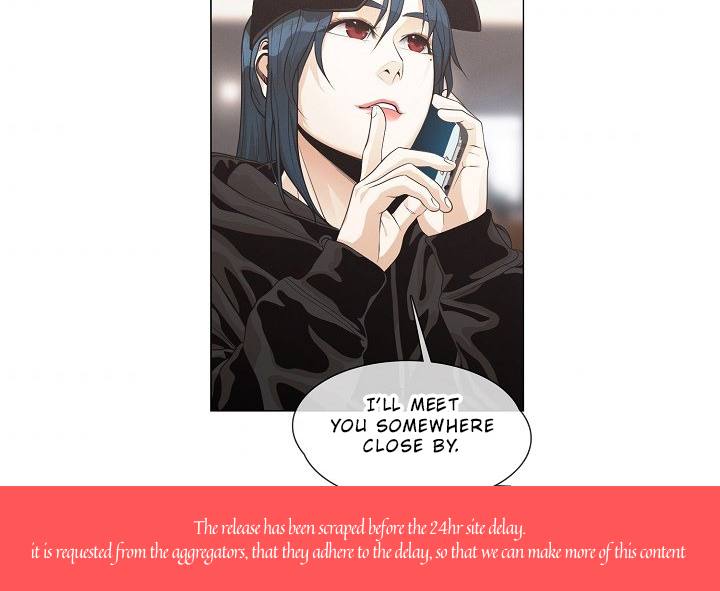 I'LL MEET
YOU SOMEWHERE
CLOSE BY.
The release has been scraped before the 24hr site delay.
it is requested from the aggregators, that they adhere to the delay, so that we can make more of this content